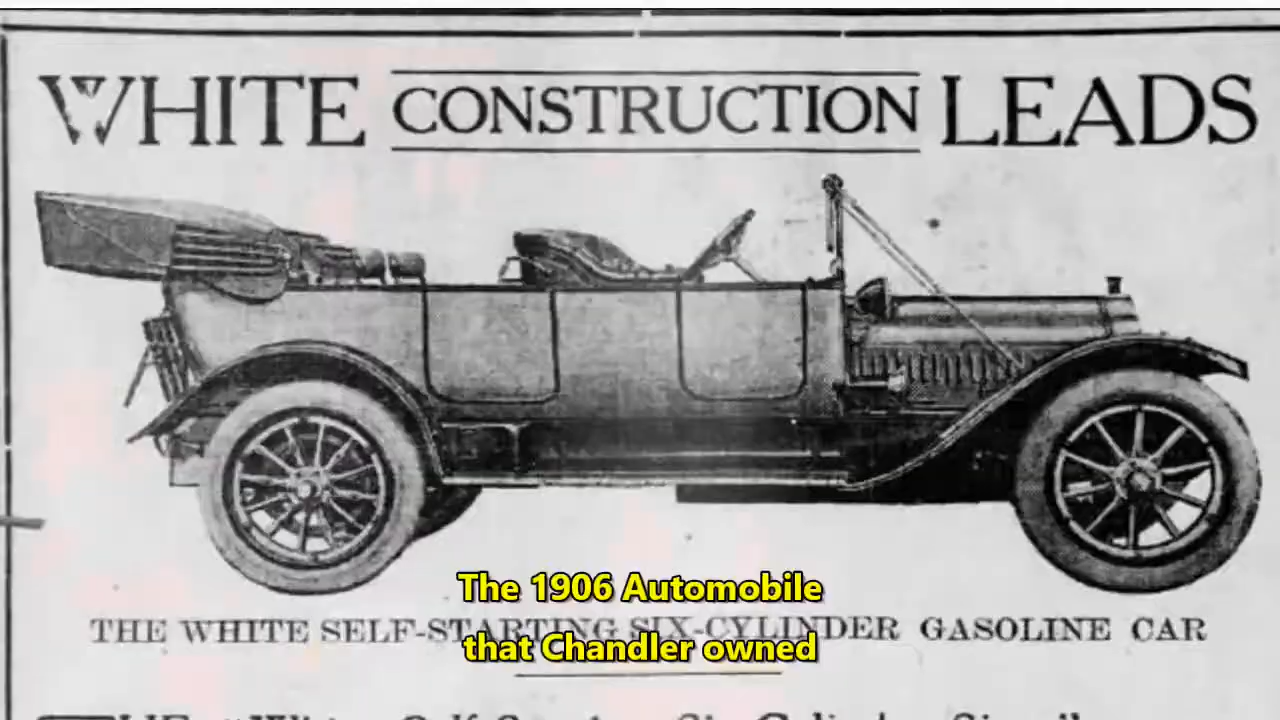 WHITE CONSTRUCTION LEADS
The 1906 Automobile
THE WHITE SELF-STARTING SIX-CYLINDER GASOLINE CAR
that Chandler owned